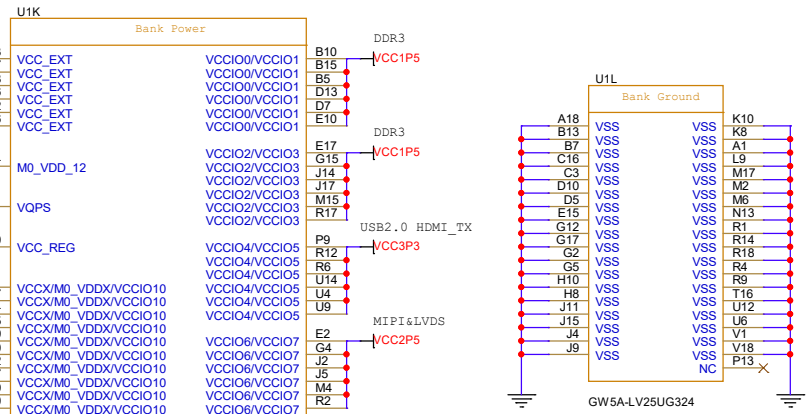 U1K
Bank Power
DDR3
VCC_EXT VCCIO0/VCCIO1 B10 VCC1P5
VCC_EXT VCCIO0/VCCIO1 B15
VCC_EXT VCCIO0/VCCIO1 B5
VCC_EXT VCCIO0/VCCIO1 D13
VCC_EXT VCCIO0/VCCIO1 D7
VCC_EXT VCCIO0/VCCIO1 E10
DDR3
VCCIO2/VCCIO3 E17 VCC1P5
M0_VDD_12 VCCIO2/VCCIO3 G15
VCCIO2/VCCIO3 J14
VCCIO2/VCCIO3 J17
VQPS VCCIO2/VCCIO3 M15
VCCIO2/VCCIO3 R17
USB2.0 HDMI_TX
VCC_REG VCCIO4/VCCIO5 P9 VCC3P3
VCCIO4/VCCIO5 R12
VCCIO4/VCCIO5 R6
VCCX/M0_VDDX/VCCIO10 VCCIO4/VCCIO5 U14
VCCX/M0_VDDX/VCCIO10 VCCIO4/VCCIO5 U4
VCCX/M0_VDDX/VCCIO10 VCCIO4/VCCIO5 U9
VCCX/M0_VDDX/VCCIO10
MIPI&LVDS
VCCX/M0_VDDX/VCCIO10 VCCIO6/VCCIO7 E2 VCC2P5
VCCX/M0_VDDX/VCCIO10 VCCIO6/VCCIO7 G4
VCCX/M0_VDDX/VCCIO10 VCCIO6/VCCIO7 J2
VCCX/M0_VDDX/VCCIO10 VCCIO6/VCCIO7 J5
VCCX/M0_VDDX/VCCIO10 VCCIO6/VCCIO7 M4
VCCX/M0_VDDX/VCCIO10 VCCIO6/VCCIO7 R2
U1L
Bank Ground
A18 VSS VSS K10
B13 VSS VSS K8
B7 VSS VSS A1
C16 VSS VSS L9
C3 VSS VSS M17
D10 VSS VSS M2
D5 VSS VSS M6
E15 VSS VSS N13
G12 VSS VSS R1
G17 VSS VSS R14
G2 VSS VSS R18
G5 VSS VSS R4
H10 VSS VSS R9
H8 VSS VSS T16
J11 VSS VSS U12
J15 VSS VSS U6
J4 VSS VSS V1
J9 VSS VSS V18
NC P13
GW5A-LV25UG324